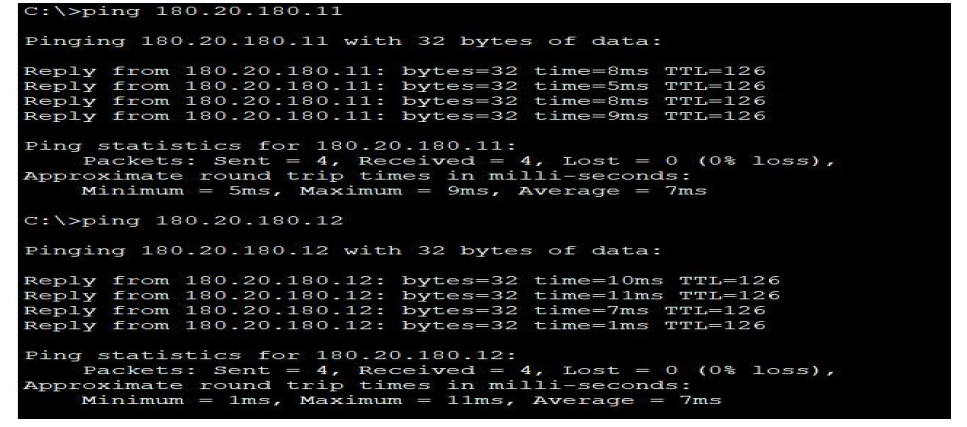 C:\>ping 180.20.180.11
Pinging 180.20.180.11 with 32 bytes of data:
Reply from 180.20.180.11: bytes=32 time=8ms TTL=126
Reply from 180.20.180.11: bytes=32 time=5ms TTL=126
Reply from 180.20.180.11: bytes=32 time=8ms TTL=126
Reply from 180.20.180.11: bytes=32 time=9ms TTL=126
Ping statistics for 180.20.180.11:
    Packets: Sent = 4, Received = 4, Lost = 0 (0% loss),
Approximate round trip times in milli-seconds:
    Minimum = 5ms, Maximum = 9ms, Average = 7ms
C:\>ping 180.20.180.12
Pinging 180.20.180.12 with 32 bytes of data:
Reply from 180.20.180.12: bytes=32 time=10ms TTL=126
Reply from 180.20.180.12: bytes=32 time=11ms TTL=126
Reply from 180.20.180.12: bytes=32 time=7ms TTL=126
Reply from 180.20.180.12: bytes=32 time=1ms TTL=126
Ping statistics for 180.20.180.12:
    Packets: Sent = 4, Received = 4, Lost = 0 (0% loss),
Approximate round trip times in milli-seconds:
    Minimum = 1ms, Maximum = 11ms, Average = 7ms